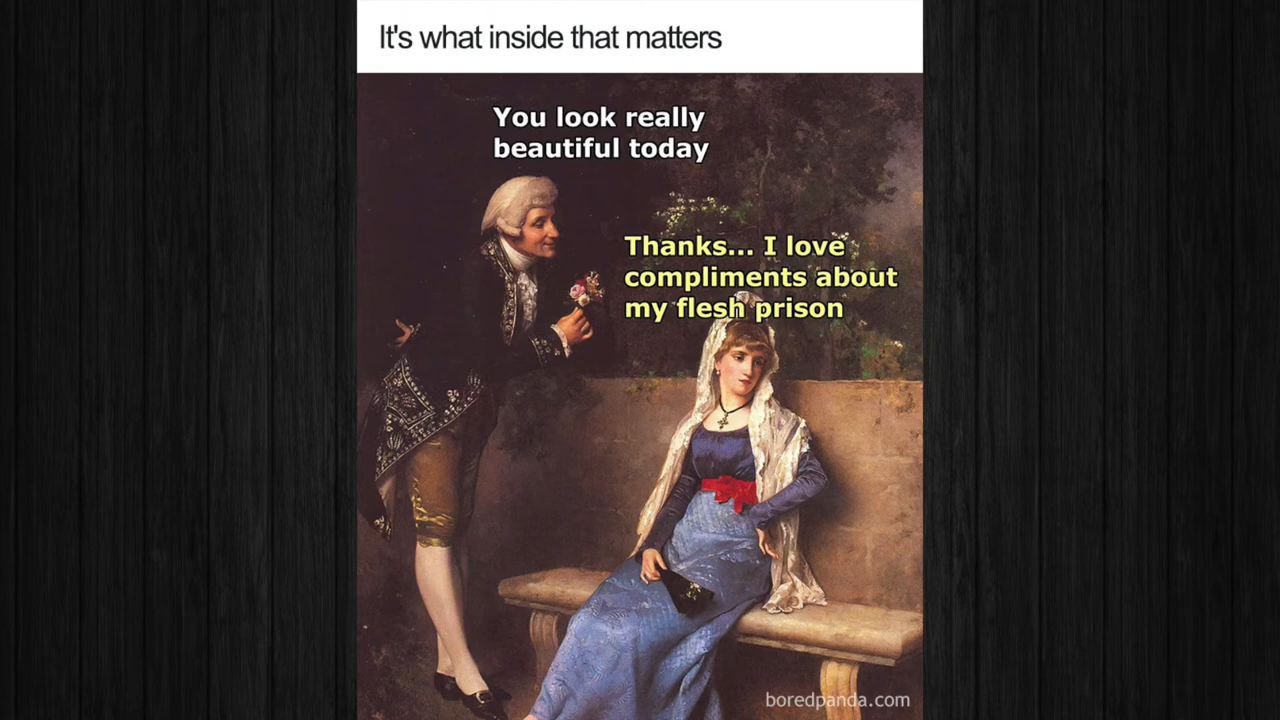 It's what inside that matters
You look really
beautiful today
Thanks... I love
compliments about
my flesh prison
boredpanda.com